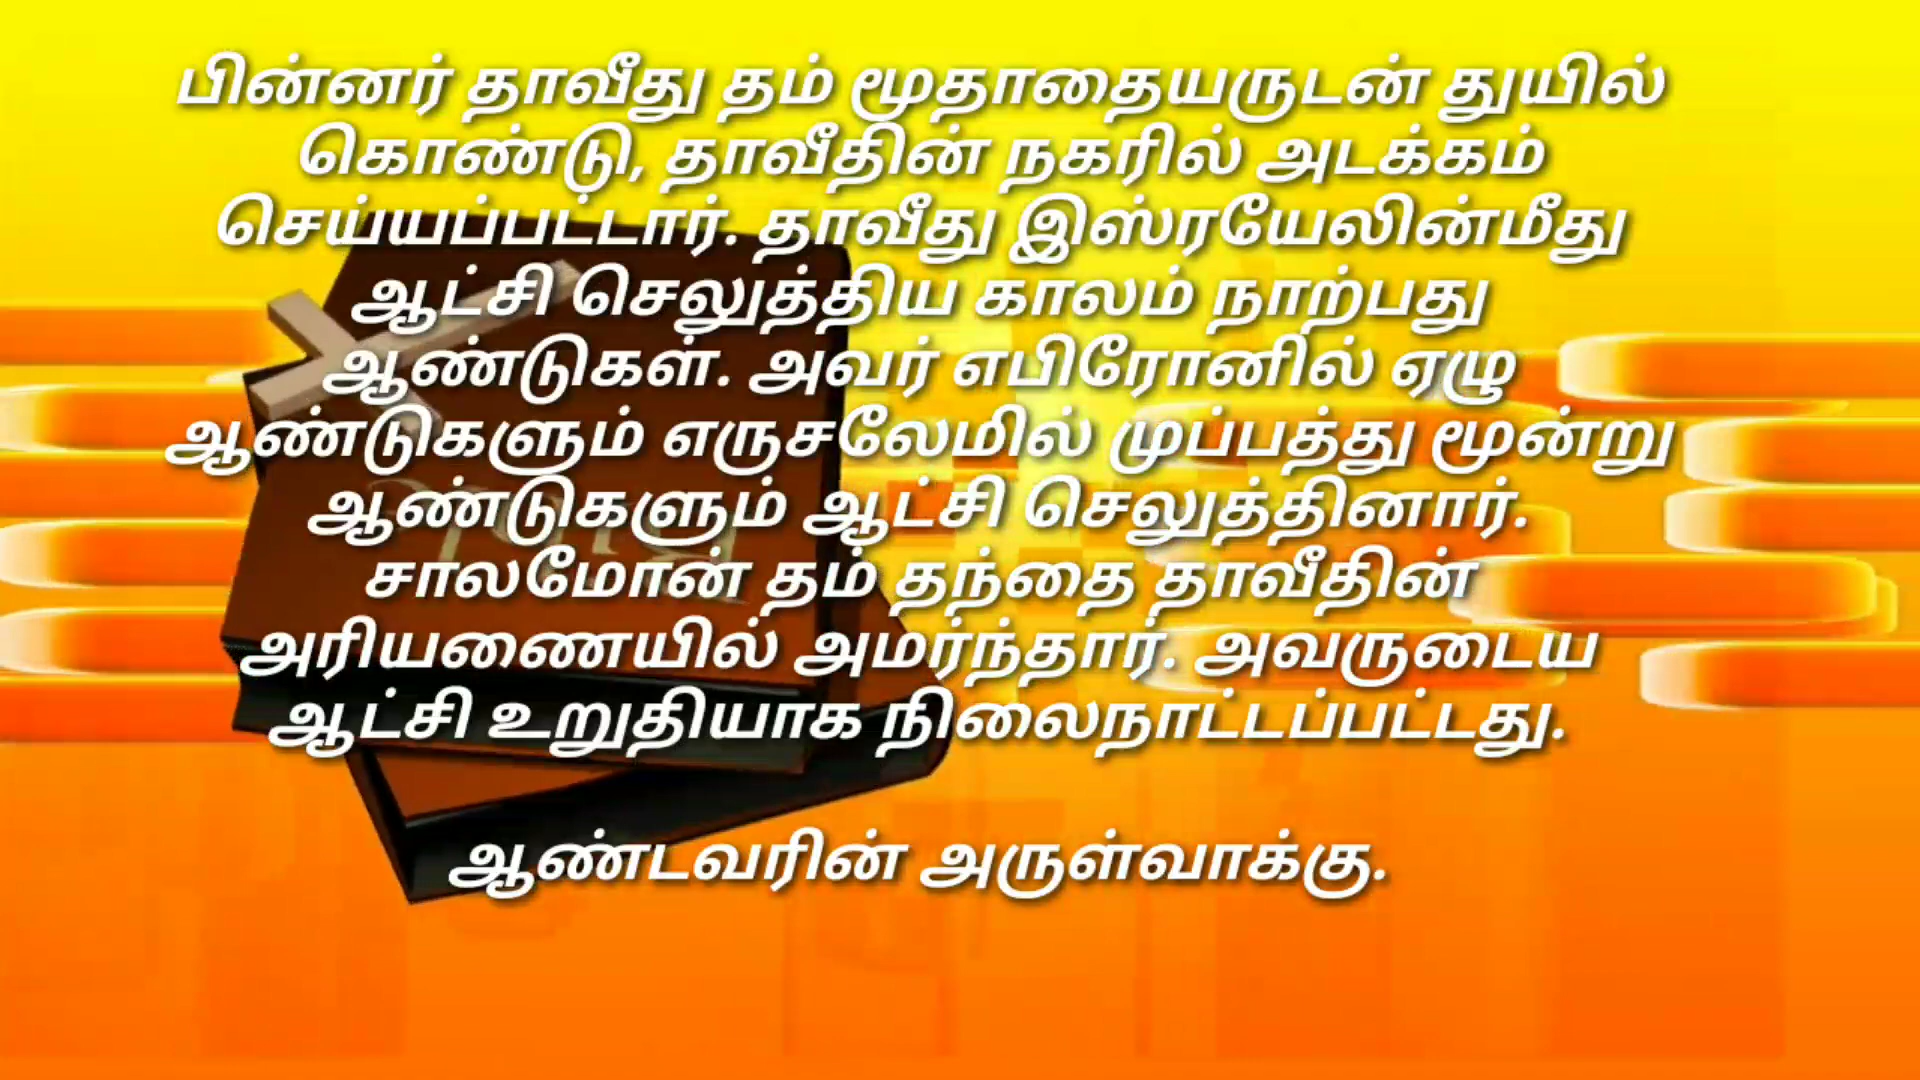 பின்னர் தாவீது தம் மூதாதையருடன் துயில்
கொண்டு, தாவீதின் நகரில் அடக்கம்
செய்யப்பட்டார். தாவீது இஸ்ரயேலின்மீது
ஆட்சி செலுத்திய காலம் நாற்பது
ஆண்டுகள். அவர் எபிரோனில் ஏழு
ஆண்டுகளும் எருசலேமில் முப்பத்து மூன்று
ஆண்டுகளும் ஆட்சி செலுத்தினார்.
சாலமோன் தம் தந்தை தாவீதின்
அரியணையில் அமர்ந்தார். அவருடைய
ஆட்சி உறுதியாக நிலைநாட்டப்பட்டது.
ஆண்டவரின் அருள்வாக்கு.